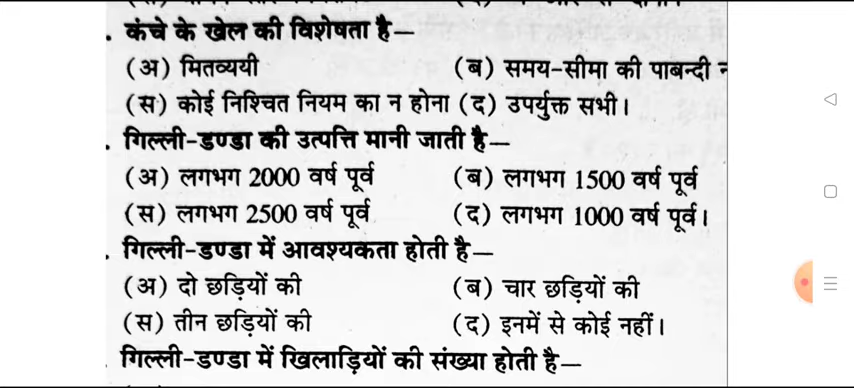 . कंचे के खेल की विशेषता है—
(अ) मितव्ययी (ब) समय-सीमा की पाबन्दी
(स) कोई निश्चित नियम का न होना (द) उपर्युक्त सभी।
. गिल्ली-डण्डा की उत्पत्ति मानी जाती है—
(अ) लगभग 2000 वर्ष पूर्व (ब) लगभग 1500 वर्ष पूर्व
(स) लगभग 2500 वर्ष पूर्व (द) लगभग 1000 वर्ष पूर्व।
. गिल्ली-डण्डा में आवश्यकता होती है—
(अ) दो छड़ियों की (ब) चार छड़ियों की
(स) तीन छड़ियों की (द) इनमें से कोई नहीं।
. गिल्ली-डण्डा में खिलाड़ियों की संख्या होती है—